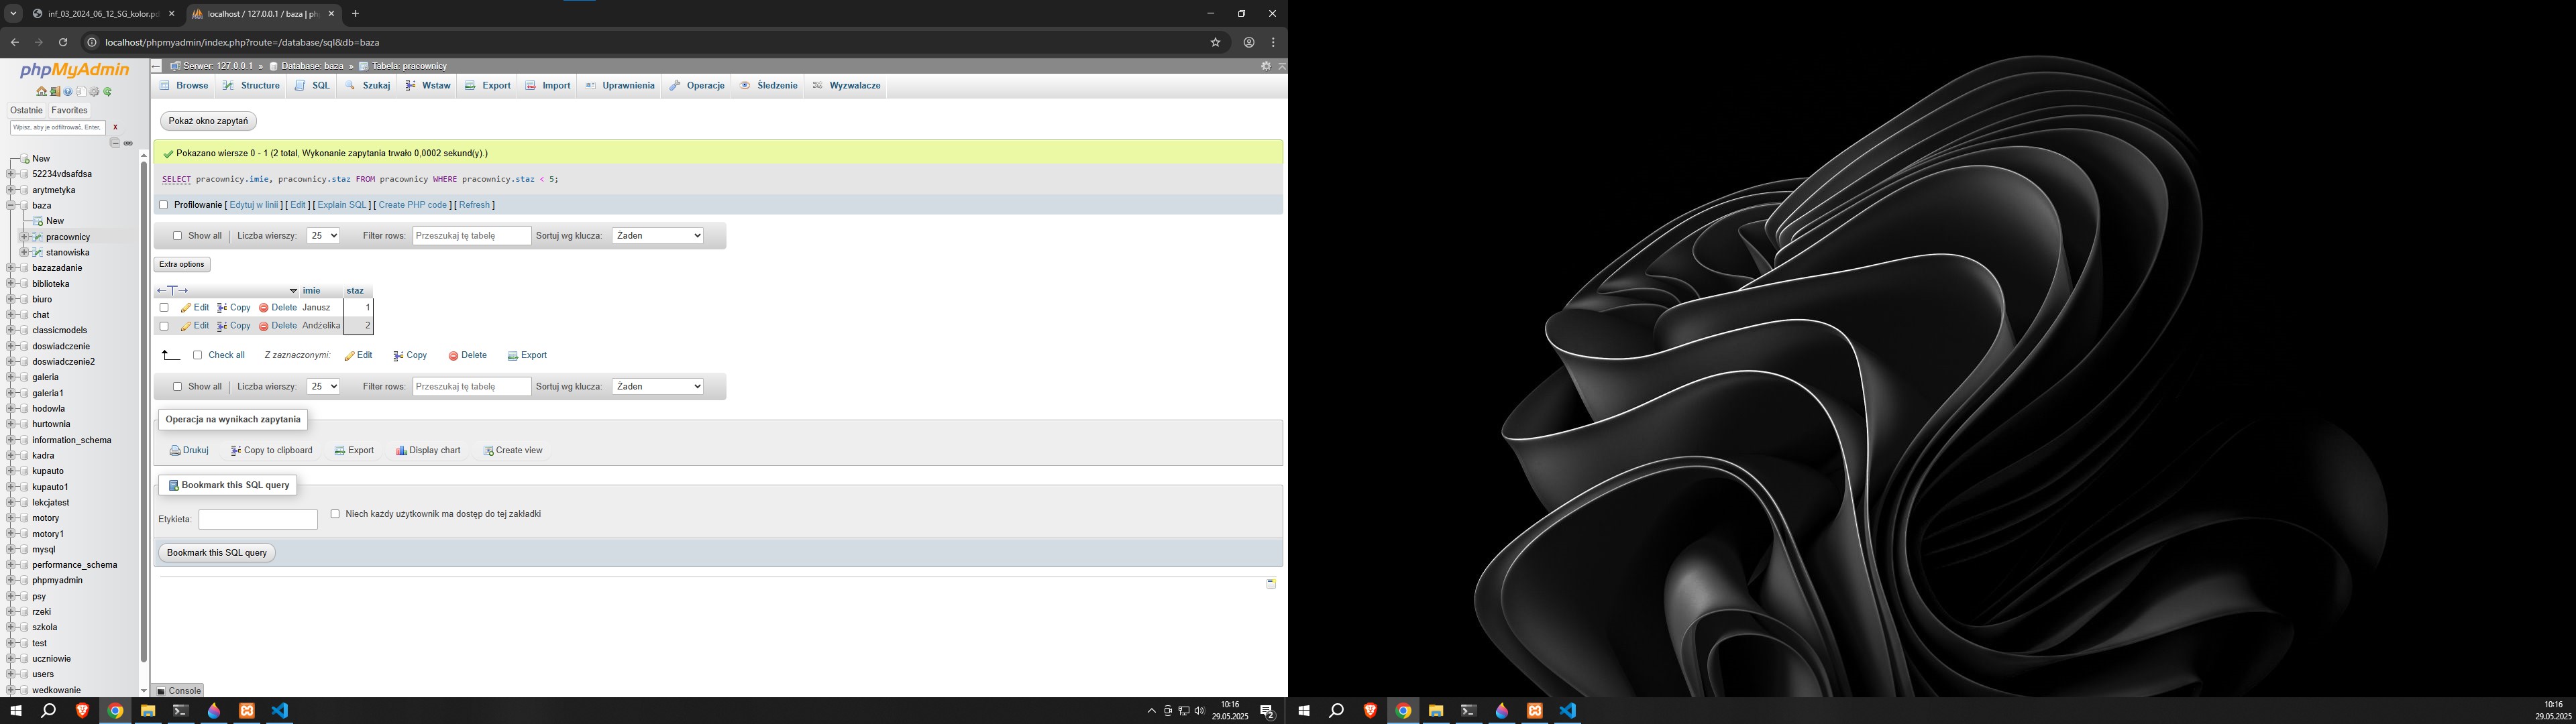 inf_03_2024_06_12_SG_kolor.pd
localhost / 127.0.0.1 / baza | ph
localhost/phpmyadmin/index.php?route=/database/sql&db=baza
phpMyAdmin
Serwer: 127.0.0.1 » Database: baza » Tabela: pracownicy
Browse Structure SQL Szukaj Wstaw Export Import Uprawnienia Operacje Śledzenie Wyzwalacze
Ostatnie Favorites
Wpisz, aby je odfiltrować, Enter, X
New
52234vdsafdsa
arytmetyka
baza
New
pracownicy
stanowiska
bazazadanie
biblioteka
biuro
chat
classicmodels
doswiadczenie
doswiadczenie2
galeria
galeria1
hodowla
hurtownia
information_schema
kadra
kupauto
kupauto1
lekcjatest
motory
motory1
mysql
performance_schema
phpmyadmin
psy
rzeki
szkola
test
uczniowie
users
wedkowanie
Pokaż okno zapytań
Pokazano wiersze 0 - 1 (2 total, Wykonanie zapytania trwało 0,0002 sekund(y).)
SELECT pracownicy.imie, pracownicy.staz FROM pracownicy WHERE pracownicy.staz < 5;
Profilowanie [ Edytuj w linii ] [ Edit ] [ Explain SQL ] [ Create PHP code ] [ Refresh ]
Show all Liczba wierszy: 25 Filter rows: Przeszukaj tę tabelę Sortuj wg klucza: Żaden
Extra options
imie staz
Edit Copy Delete Janusz 1
Edit Copy Delete Andżelika 2
Check all Z zaznaczonymi: Edit Copy Delete Export
Show all Liczba wierszy: 25 Filter rows: Przeszukaj tę tabelę Sortuj wg klucza: Żaden
Operacja na wynikach zapytania
Drukuj Copy to clipboard Export Display chart Create view
Bookmark this SQL query
Etykieta: Niech każdy użytkownik ma dostęp do tej zakładki
Bookmark this SQL query
Console
10:16
29.05.2025
2
10:16
29.05.2025